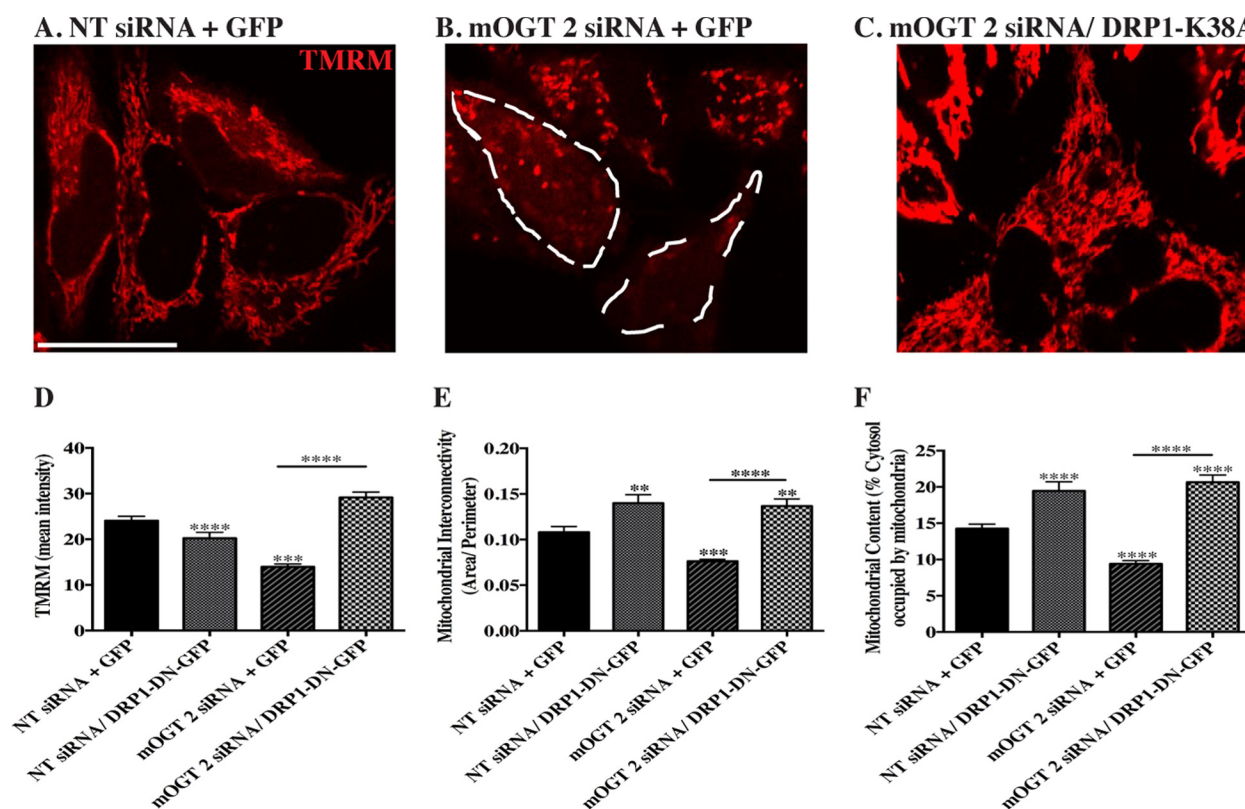 A. NT siRNA + GFP
B. mOGT 2 siRNA + GFP
C. mOGT 2 siRNA/ DRP1-K38A
TMRM
D
E
F
TMRM (mean intensity)
40
30
20
10
0
****
***
****
NT siRNA + GFP
NT siRNA/ DRP1-DN-GFP
mOGT 2 siRNA + GFP
mOGT 2 siRNA/ DRP1-DN-GFP
Mitochondrial Interconnectivity
(Area/ Perimeter)
0.20
0.15
0.10
0.05
0.00
**
***
****
**
NT siRNA + GFP
NT siRNA/ DRP1-DN-GFP
mOGT 2 siRNA + GFP
mOGT 2 siRNA/ DRP1-DN-GFP
Mitochondrial Content (% Cytosol
occupied by mitochondria)
25
20
15
10
5
0
****
****
****
****
NT siRNA + GFP
NT siRNA/ DRP1-DN-GFP
mOGT 2 siRNA + GFP
mOGT 2 siRNA/ DRP1-DN-GFP